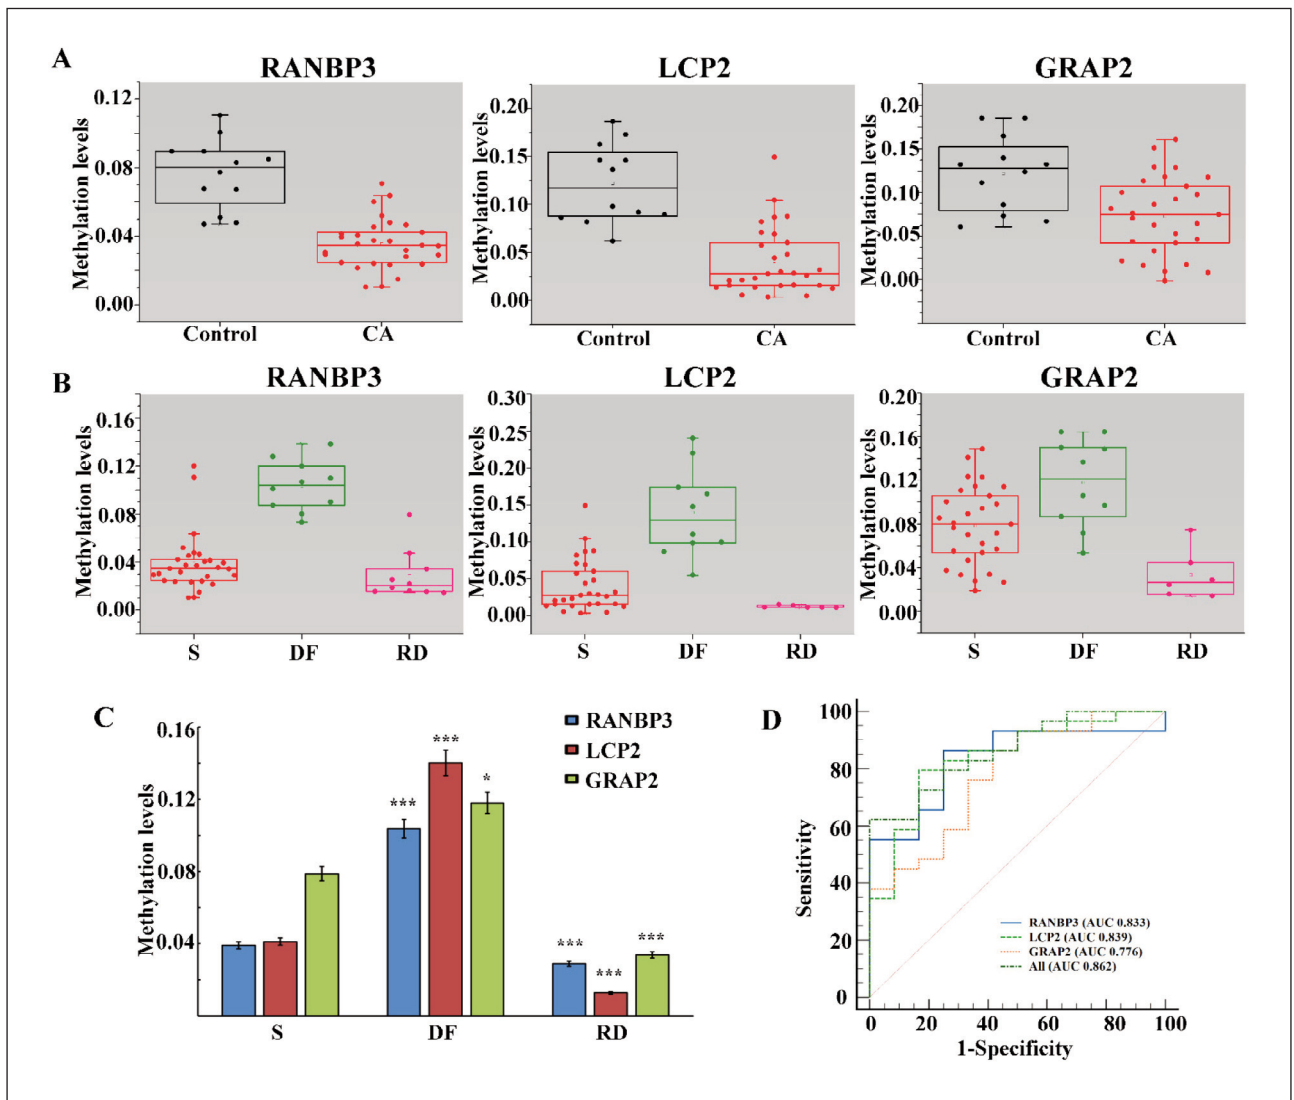 A
RANBP3
LCP2
GRAP2
Methylation levels
0.12
0.08
0.04
0.00
Control
CA
Methylation levels
0.20
0.15
0.10
0.05
0.00
Control
CA
Methylation levels
0.20
0.15
0.10
0.05
0.00
Control
CA
B
RANBP3
LCP2
GRAP2
Methylation levels
0.16
0.12
0.08
0.04
0.00
S
DF
RD
Methylation levels
0.30
0.25
0.20
0.15
0.10
0.05
0.00
S
DF
RD
Methylation levels
0.20
0.16
0.12
0.08
0.04
0.00
S
DF
RD
C
Methylation levels
0.16
0.12
0.08
0.04
RANBP3
LCP2
GRAP2
***
***
*
***
***
***
S
DF
RD
D
Sensitivity
100
80
60
40
20
0
RANBP3 (AUC 0.833)
LCP2 (AUC 0.839)
GRAP2 (AUC 0.776)
All (AUC 0.862)
0
20
40
60
80
100
1-Specificity